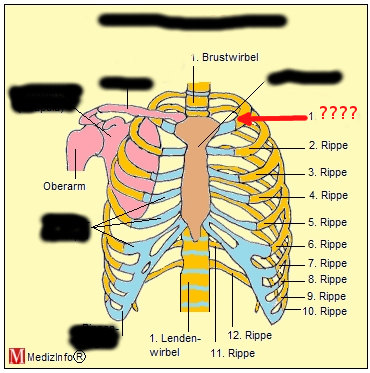 1. Brustwirbel
1. ????
2. Rippe
3. Rippe
4. Rippe
Oberarm
5. Rippe
6. Rippe
7. Rippe
8. Rippe
9. Rippe
10. Rippe
1. Lenden-
wirbel
12. Rippe
11. Rippe
M MedizInfo®